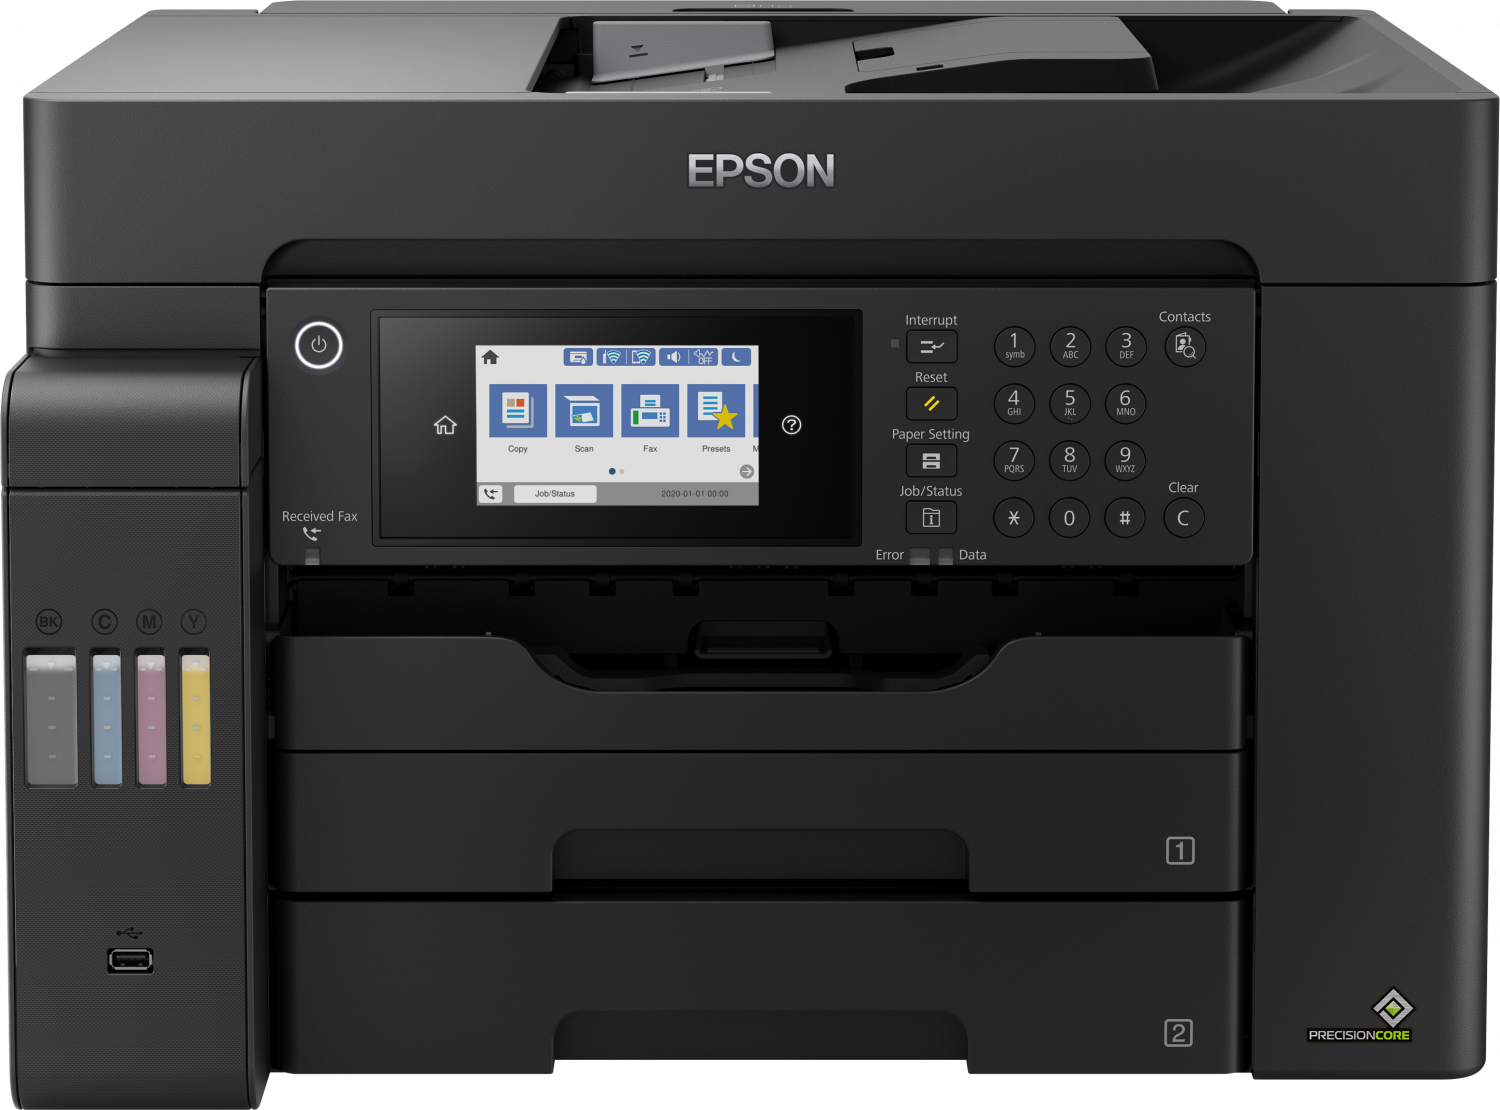 EPSON
Interrupt
Contacts
1 symb
2 ABC
3 DEF
Reset
4 GHI
5 JKL
6 MNO
Paper Setting
7 PQRS
8 TUV
9 WXYZ
Job/Status
Clear
* 0 # C
Error Data
OFF
Copy Scan Fax Presets M
Job/Status 2020-01-01 00:00
?
Received Fax
BK C M Y
1
2
PRECISIONCORE